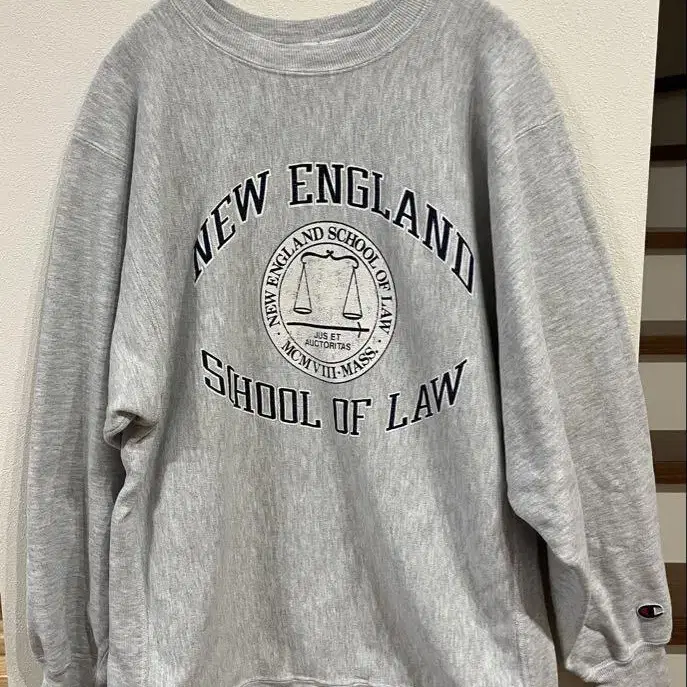 NEW ENGLAND
· NEW ENGLAND SCHOOL OF LAW ·
JUS ET
AUCTORITAS
MCMVIII·MASS.
SCHOOL OF LAW